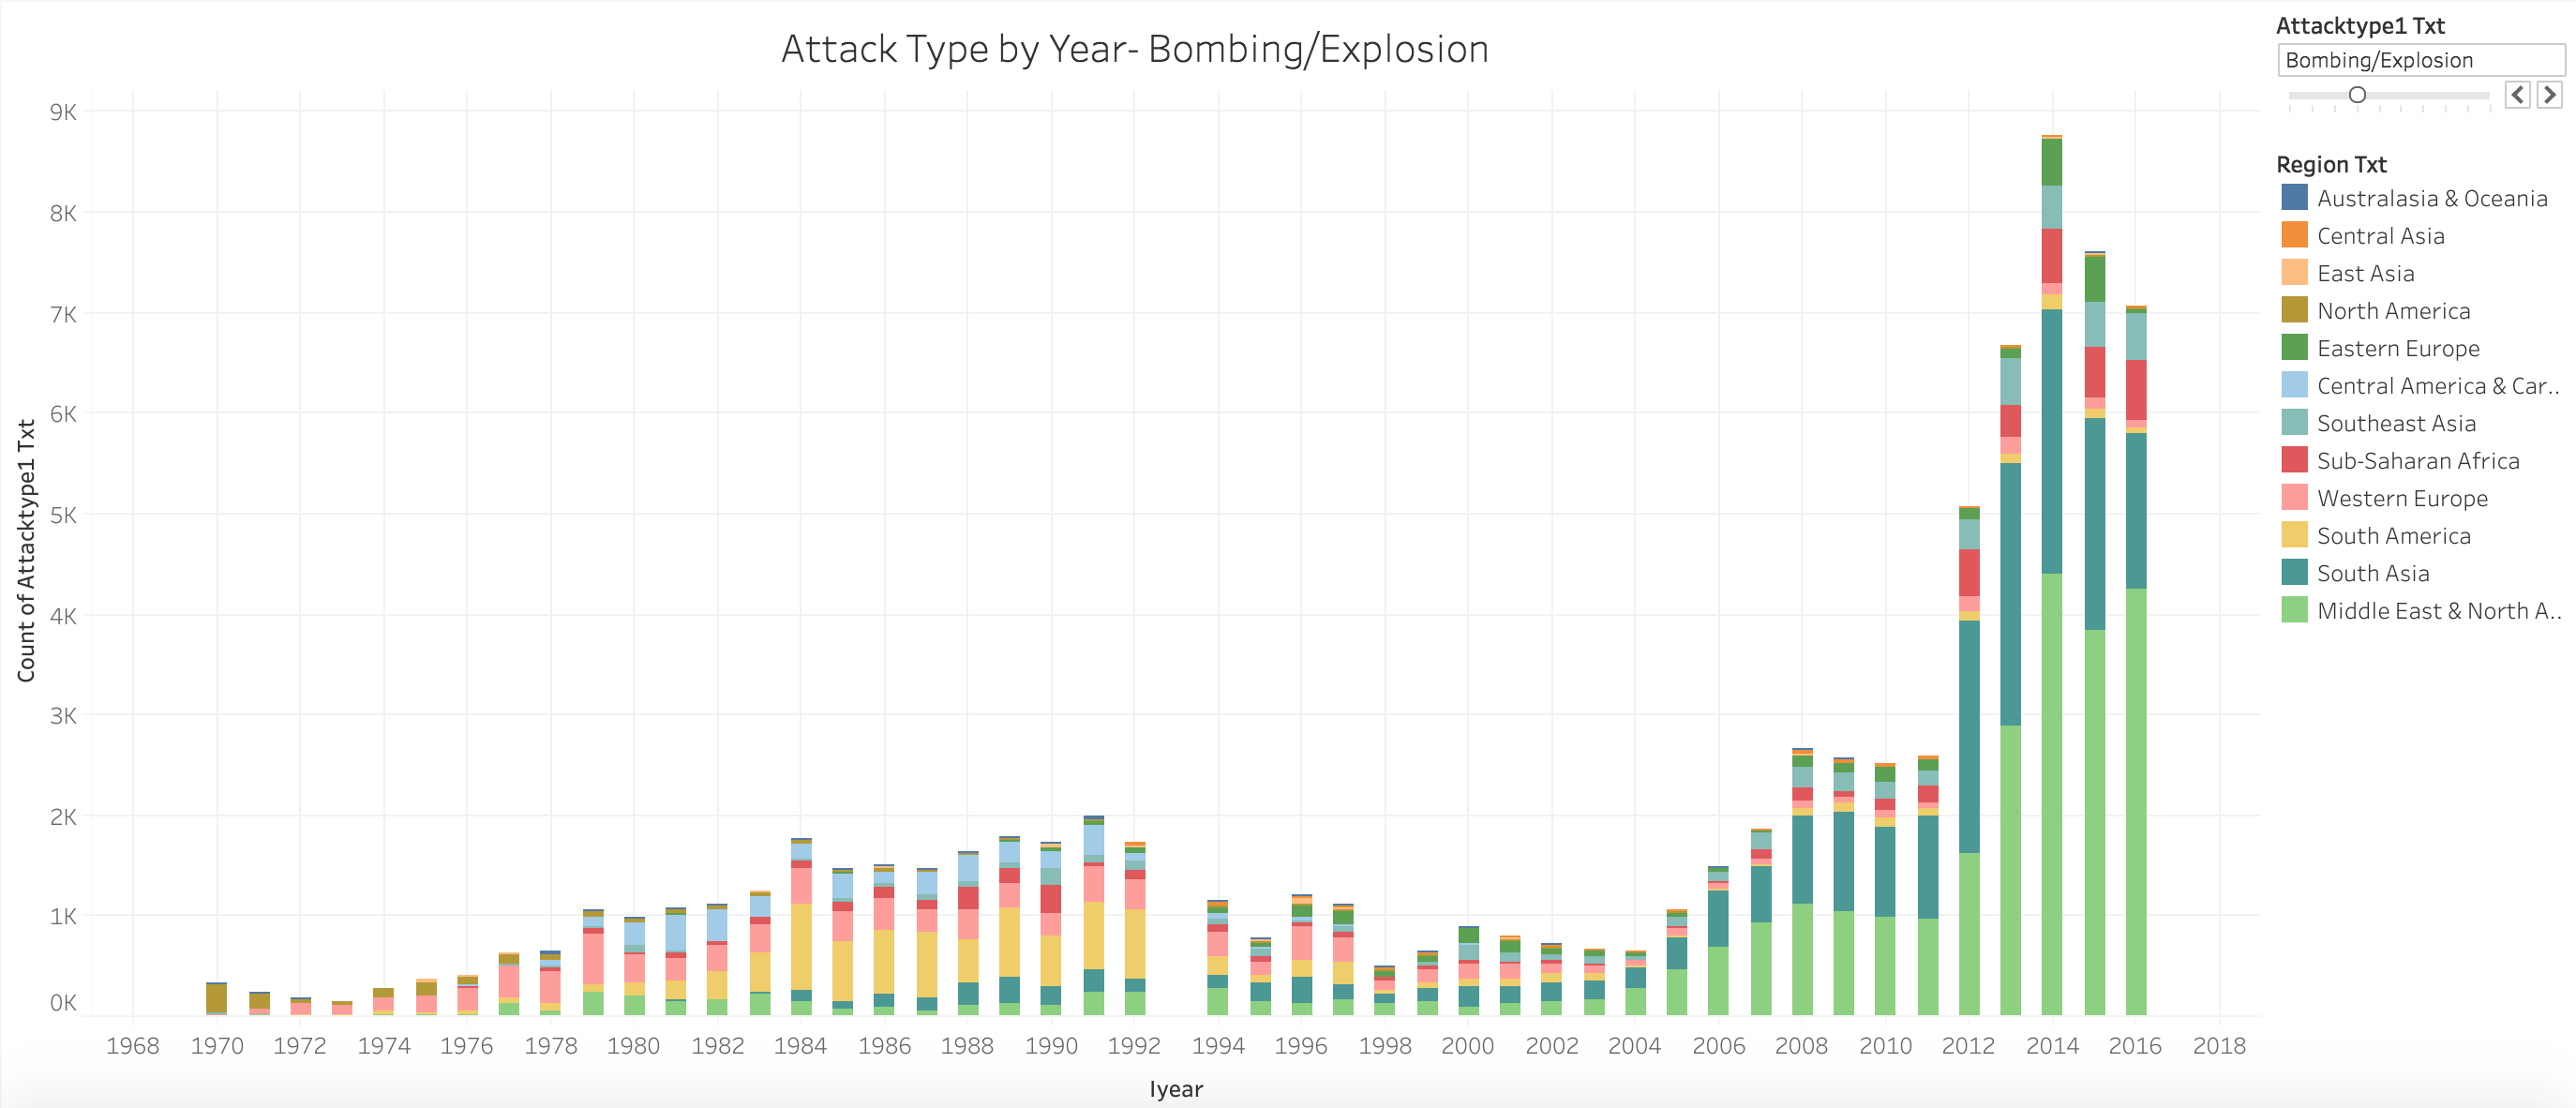 Attack Type by Year- Bombing/Explosion
Attacktype1 Txt
Bombing/Explosion
Region Txt
Australasia & Oceania
Central Asia
East Asia
North America
Eastern Europe
Central America & Car..
Southeast Asia
Sub-Saharan Africa
Western Europe
South America
South Asia
Middle East & North A..
Count of Attacktype1 Txt
9K
8K
7K
6K
5K
4K
3K
2K
1K
0K
1968 1970 1972 1974 1976 1978 1980 1982 1984 1986 1988 1990 1992 1994 1996 1998 2000 2002 2004 2006 2008 2010 2012 2014 2016 2018
Iyear